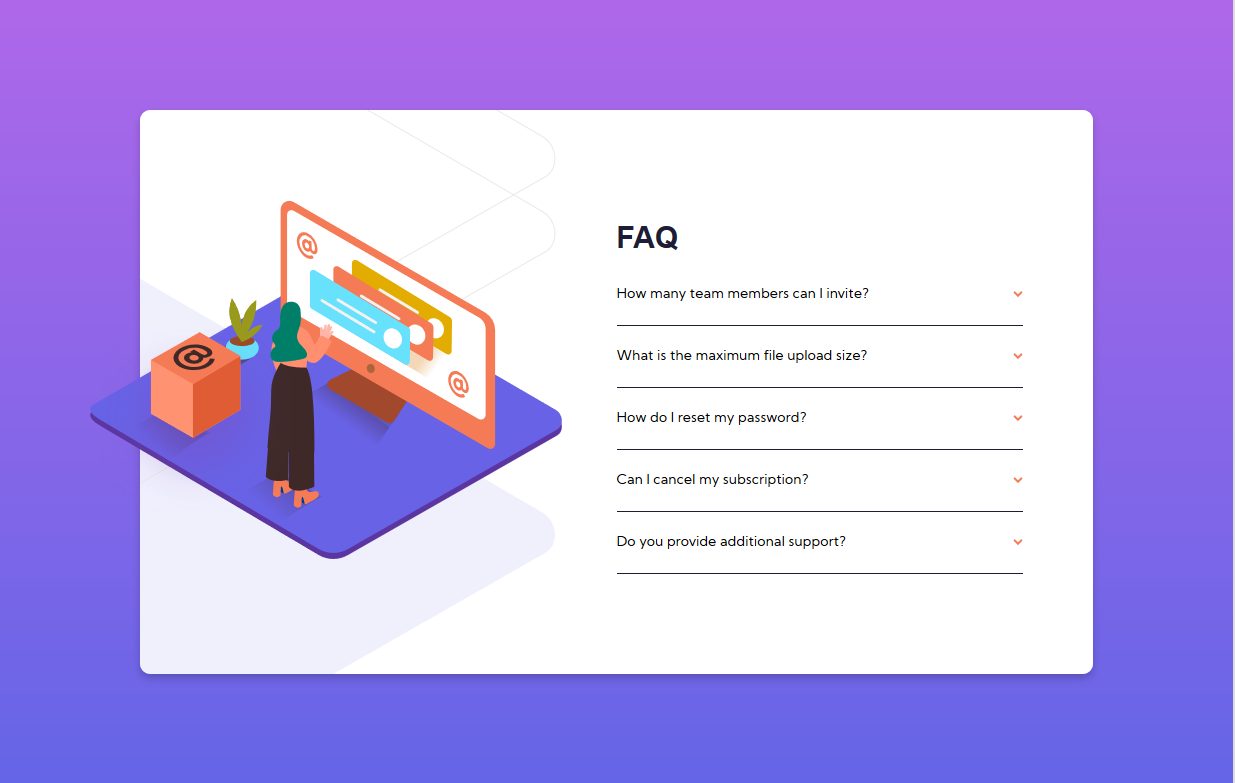 FAQ
How many team members can I invite?
What is the maximum file upload size?
How do I reset my password?
Can I cancel my subscription?
Do you provide additional support?
@
@
@